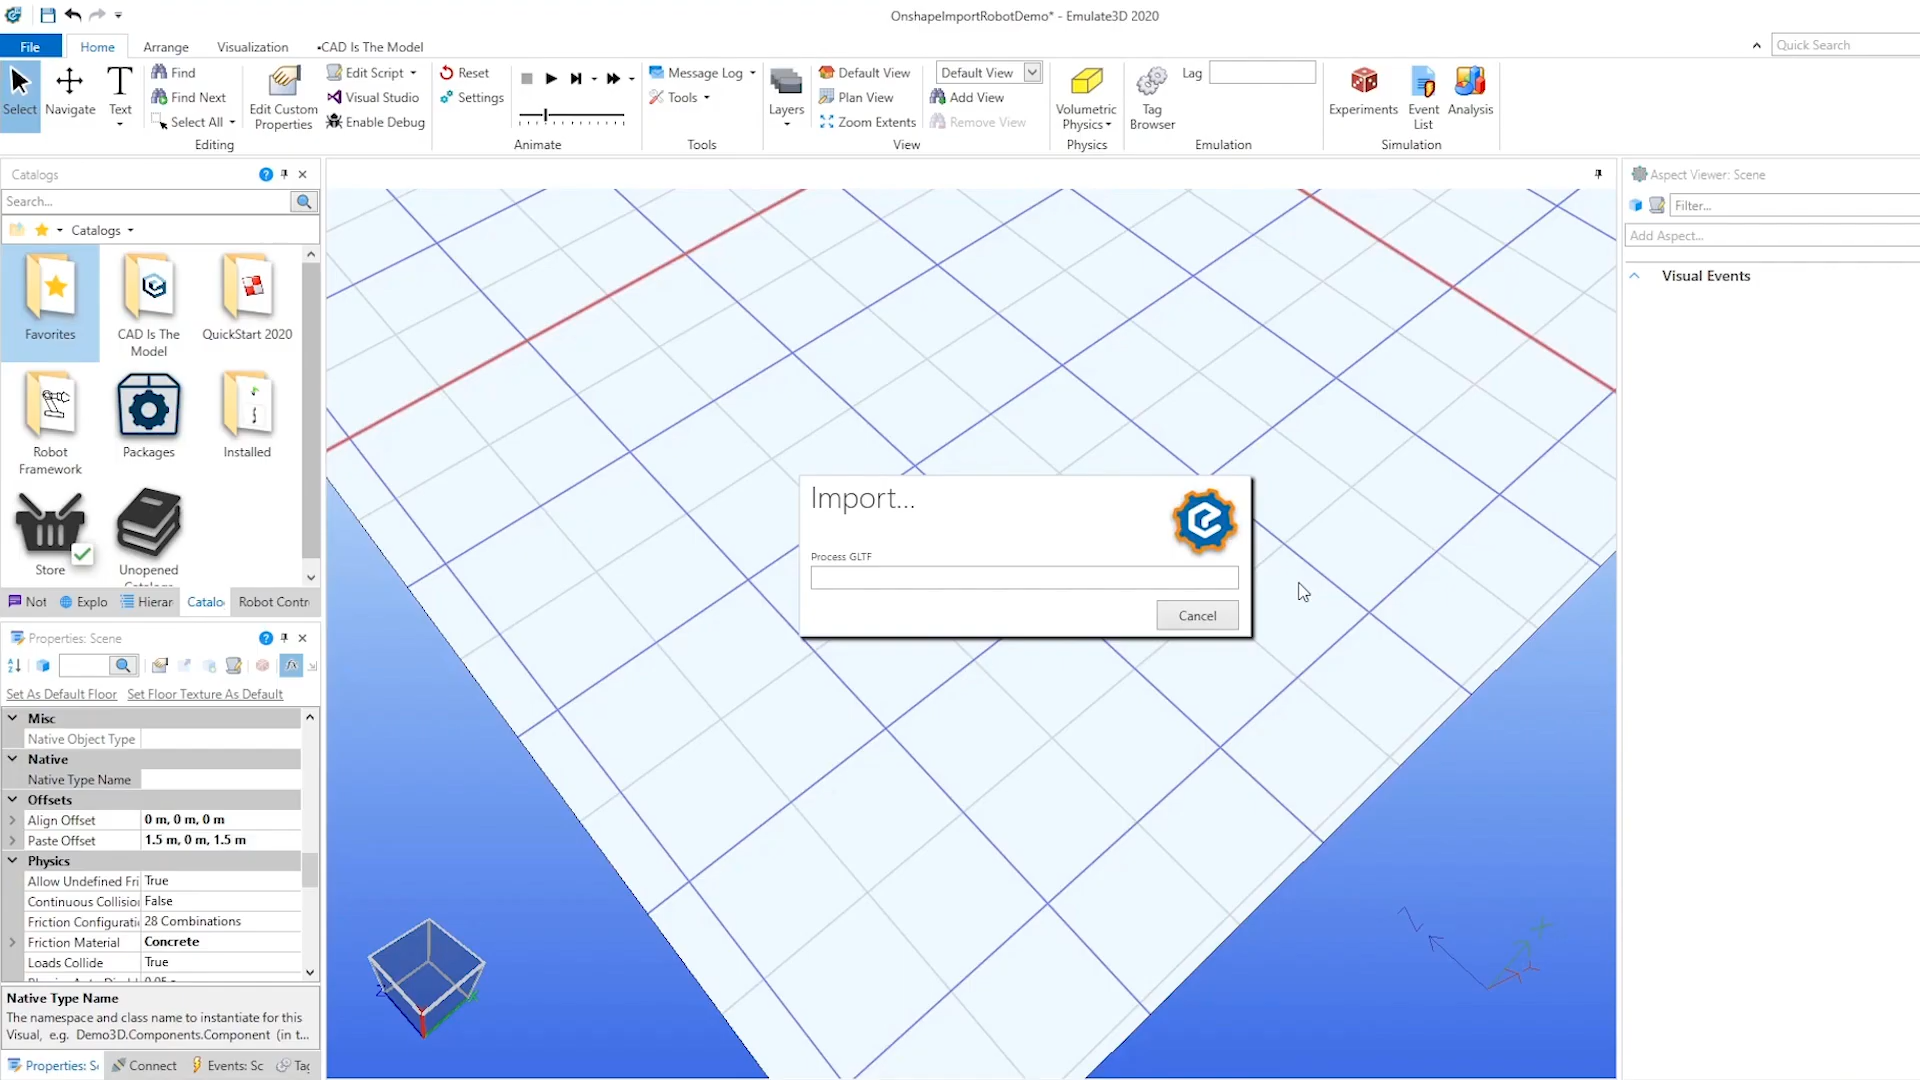 OnshapeImportRobotDemo* - Emulate3D 2020
File
Home
Arrange
Visualization
•CAD Is The Model
Quick Search
Select
Navigate
Text
Find
Find Next
Select All
Edit Custom
Properties
Edit Script
Visual Studio
Enable Debug
Editing
Reset
Settings
Animate
Message Log
Tools
Tools
Layers
Default View
Plan View
Zoom Extents
Default View
Add View
Remove View
View
Volumetric
Physics
Physics
Tag
Browser
Lag
Emulation
Experiments
Event
List
Analysis
Simulation
Catalogs
Search...
Catalogs
Favorites
CAD Is The
Model
QuickStart 2020
Robot
Framework
Packages
Installed
Store
Unopened
Not
Explo
Hierar
Catalo
Robot Contr
Properties: Scene
Set As Default Floor
Set Floor Texture As Default
Misc
Native Object Type
Native
Native Type Name
Offsets
Align Offset 0 m, 0 m, 0 m
Paste Offset 1.5 m, 0 m, 1.5 m
Physics
Allow Undefined Fri True
Continuous Collision False
Friction Configurati 28 Combinations
Friction Material Concrete
Loads Collide True
Native Type Name
The namespace and class name to instantiate for this
Visual, e.g. Demo3D.Components.Component (in t...
Properties: Sc
Connect
Events: Sc
Tag
Import...
Process GLTF
Cancel
Aspect Viewer: Scene
Filter...
Add Aspect...
Visual Events